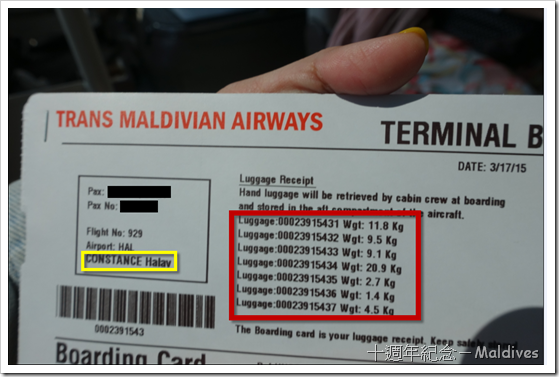 TRANS MALDIVIAN AIRWAYS
TERMINAL B
DATE: 3/17/15
Pax:
Pax No:
Flight No: 929
Airport: HAL
CONSTANCE Halav
0002391543
Luggage Receipt
Hand luggage will be retrieved by cabin crew at boarding
and stored in the aft compartment of the aircraft.
Luggage:00023915431 Wgt: 11.8 Kg
Luggage:00023915432 Wgt: 9.5 Kg
Luggage:00023915433 Wgt: 9.1 Kg
Luggage:00023915434 Wgt: 20.9 Kg
Luggage:00023915435 Wgt: 2.7 Kg
Luggage:00023915436 Wgt: 1.4 Kg
Luggage:00023915437 Wgt: 4.5 Kg
The Boarding card is your luggage receipt. Keep safely stored
Boarding Card
十週年紀念－Maldives